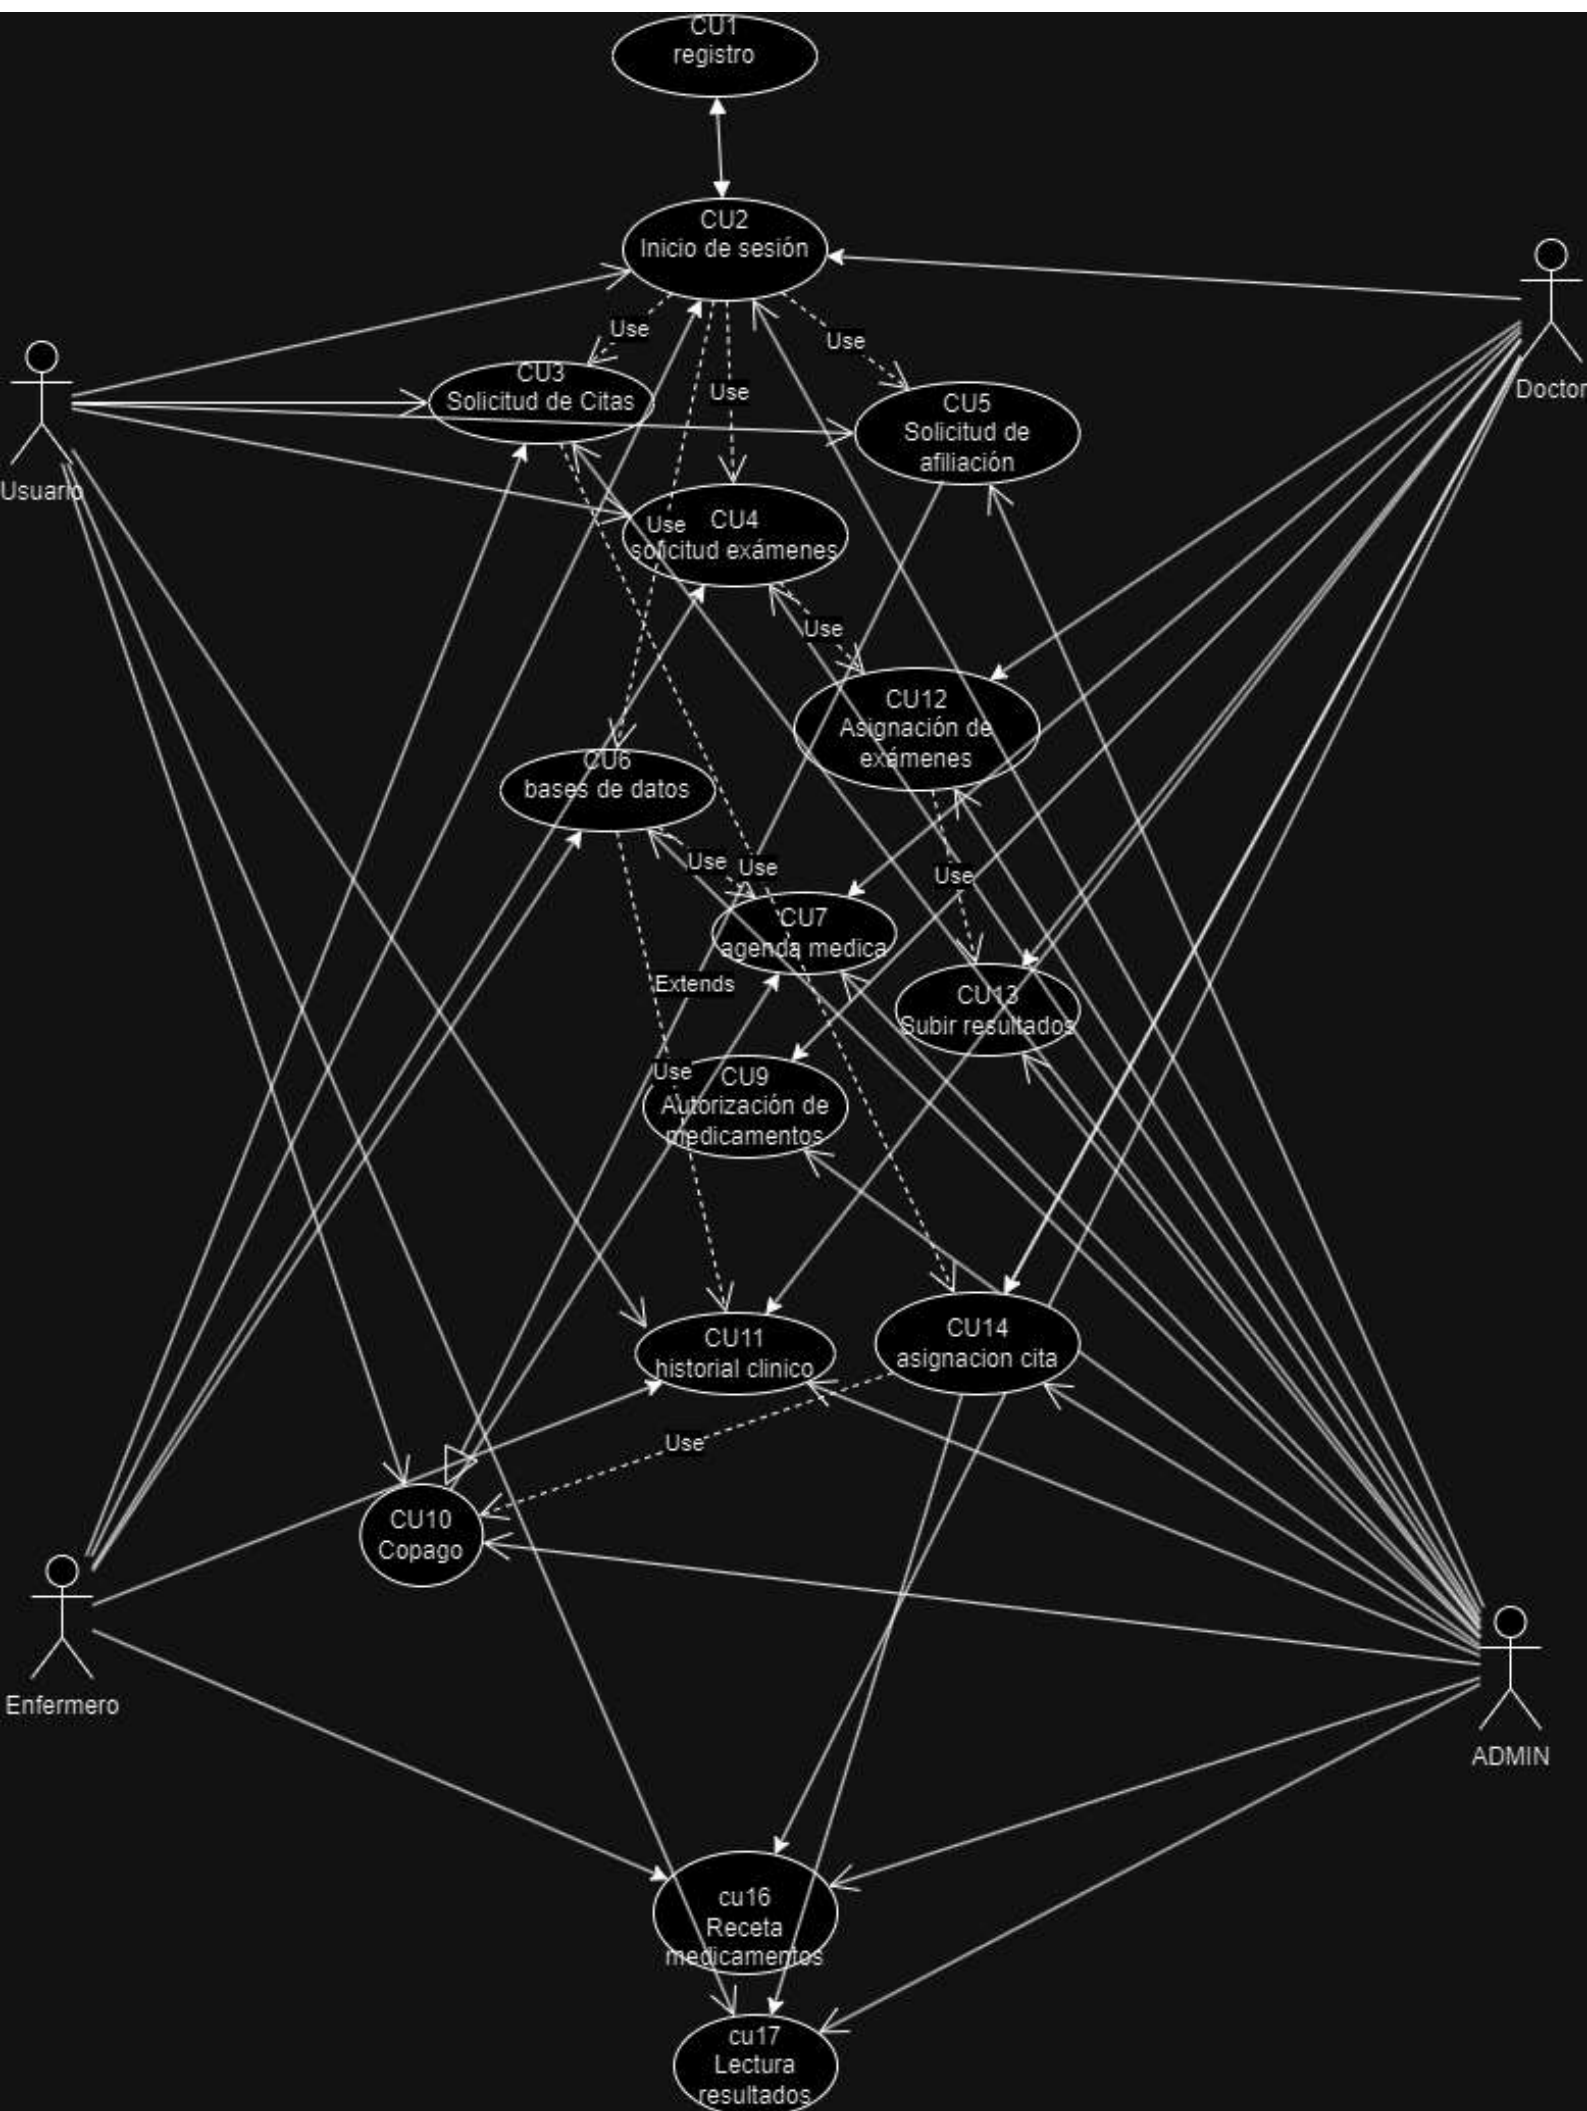 CU1
registro
CU2
Inicio de sesión
Use
Use
Use
CU3
Solicitud de Citas
CU5
Solicitud de
afiliación
Doctor
Usuario
Use
CU4
solicitud exámenes
Use
CU12
Asignación de
exámenes
CU6
bases de datos
Use
Use
Use
CU7
agenda medica
Extends
CU13
Subir resultados
Use
CU9
Autorización de
medicamentos
CU11
historial clinico
CU14
asignacion cita
Use
CU10
Copago
Enfermero
ADMIN
cu16
Receta
medicamentos
cu17
Lectura
resultados